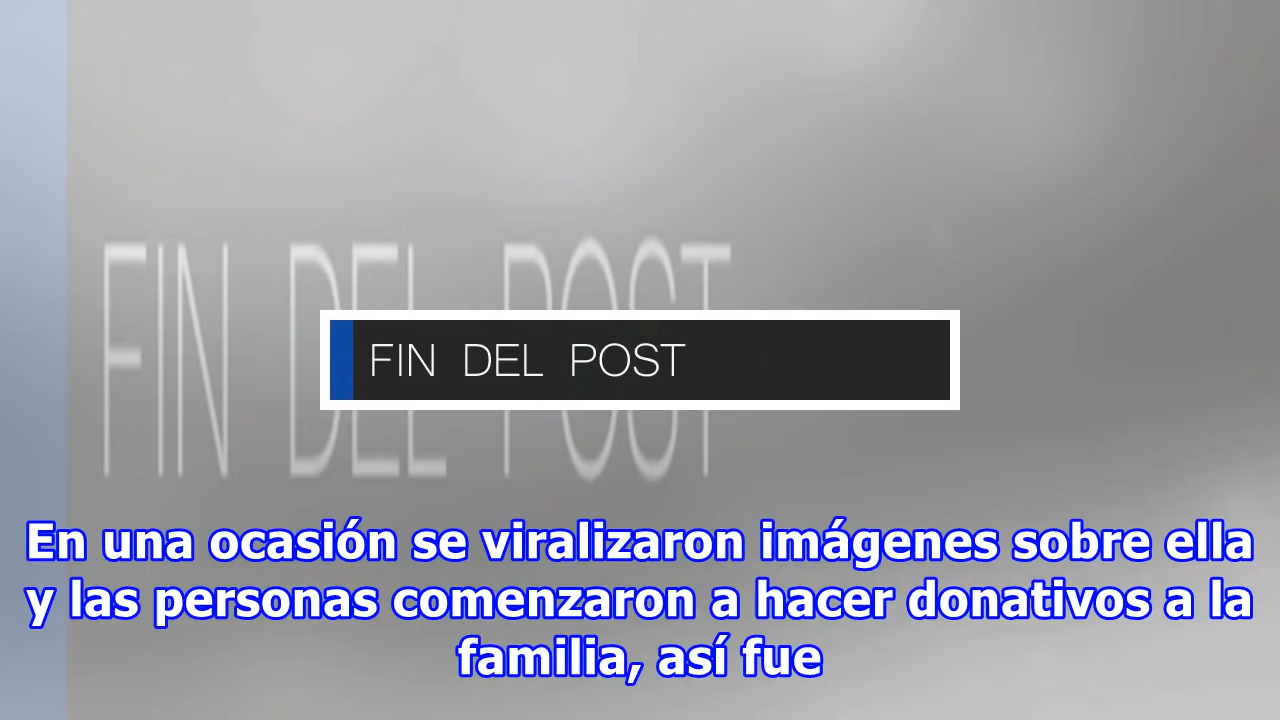 FIN DEL POST
FIN DEL POST
En una ocasión se viralizaron imágenes sobre ella
y las personas comenzaron a hacer donativos a la
familia, así fue